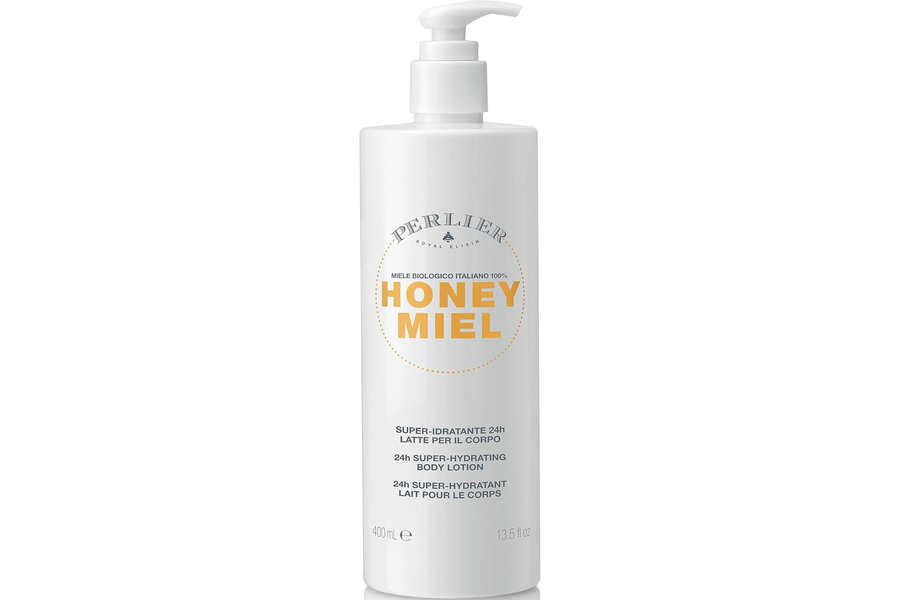 PERLIER
ROYAL ELIXIR
MIELE BIOLOGICO ITALIANO 100%
HONEY
MIEL
SUPER-IDRATANTE 24h
LATTE PER IL CORPO
24h SUPER-HYDRATING
BODY LOTION
24h SUPER-HYDRATANT
LAIT POUR LE CORPS
400 mL ℮ 13.5 fl oz